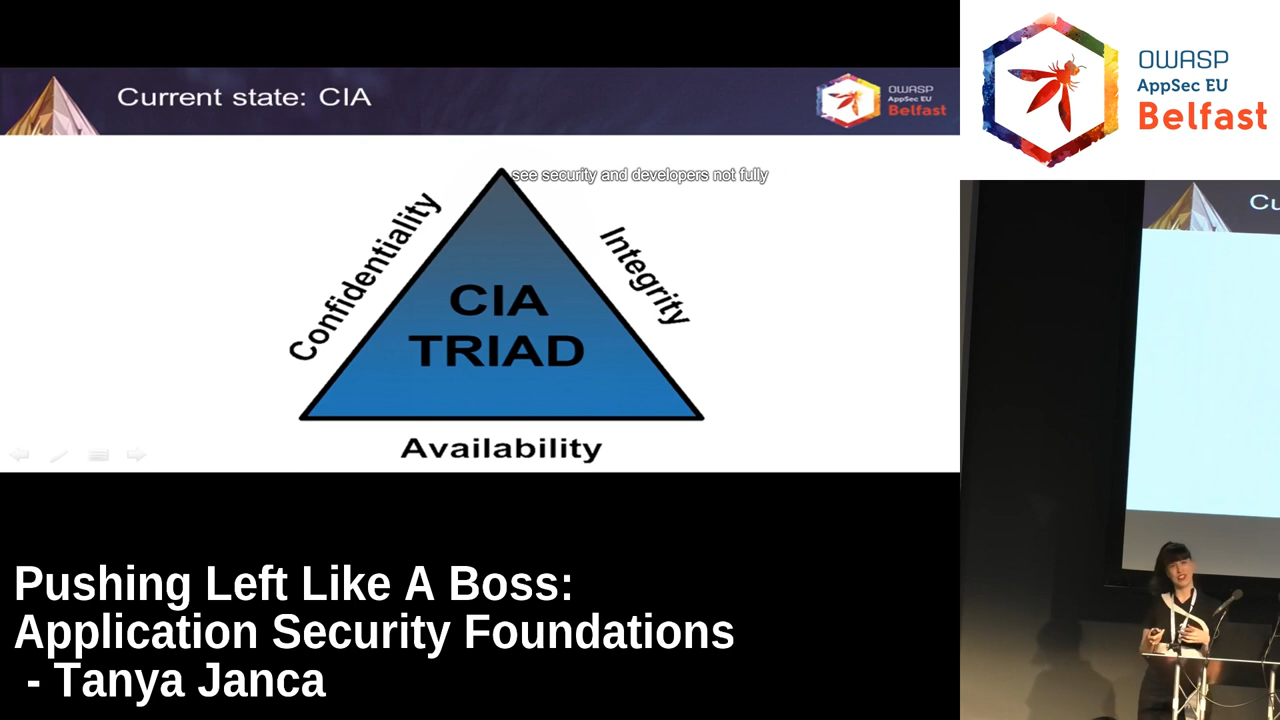 Current state: CIA
OWASP
AppSec EU
Belfast
see security and developers not fully
Confidentiality
Integrity
CIA
TRIAD
Availability
OWASP
AppSec EU
Belfast
Cu
Pushing Left Like A Boss:
Application Security Foundations
- Tanya Janca